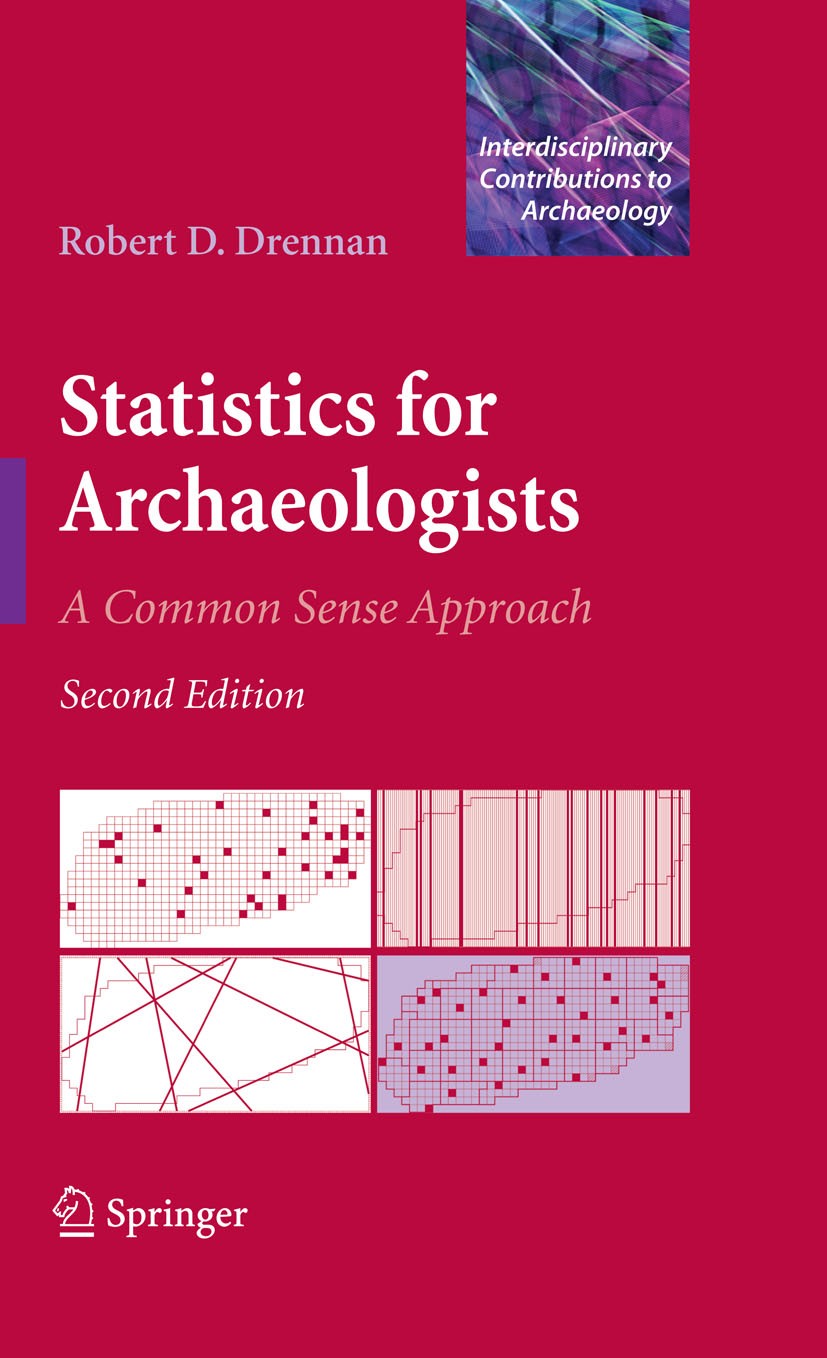 Interdisciplinary
Contributions to
Archaeology
Robert D. Drennan
Statistics for
Archaeologists
A Common Sense Approach
Second Edition
Springer